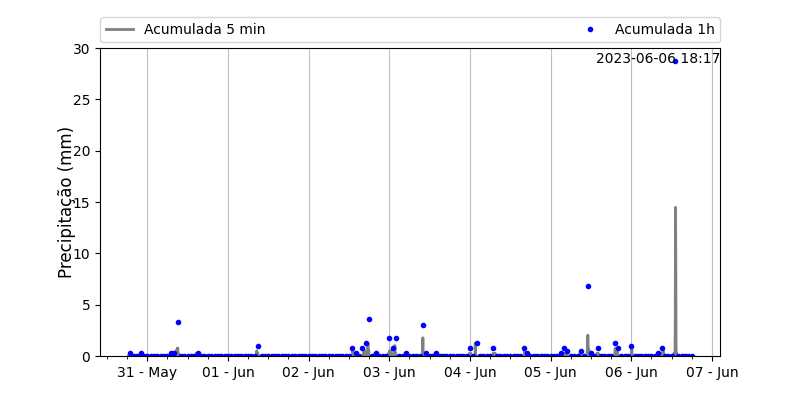 Acumulada 5 min
Acumulada 1h
2023-06-06 18:17
Precipitação (mm)
30
25
20
15
10
5
0
31 - May
01 - Jun
02 - Jun
03 - Jun
04 - Jun
05 - Jun
06 - Jun
07 - Jun